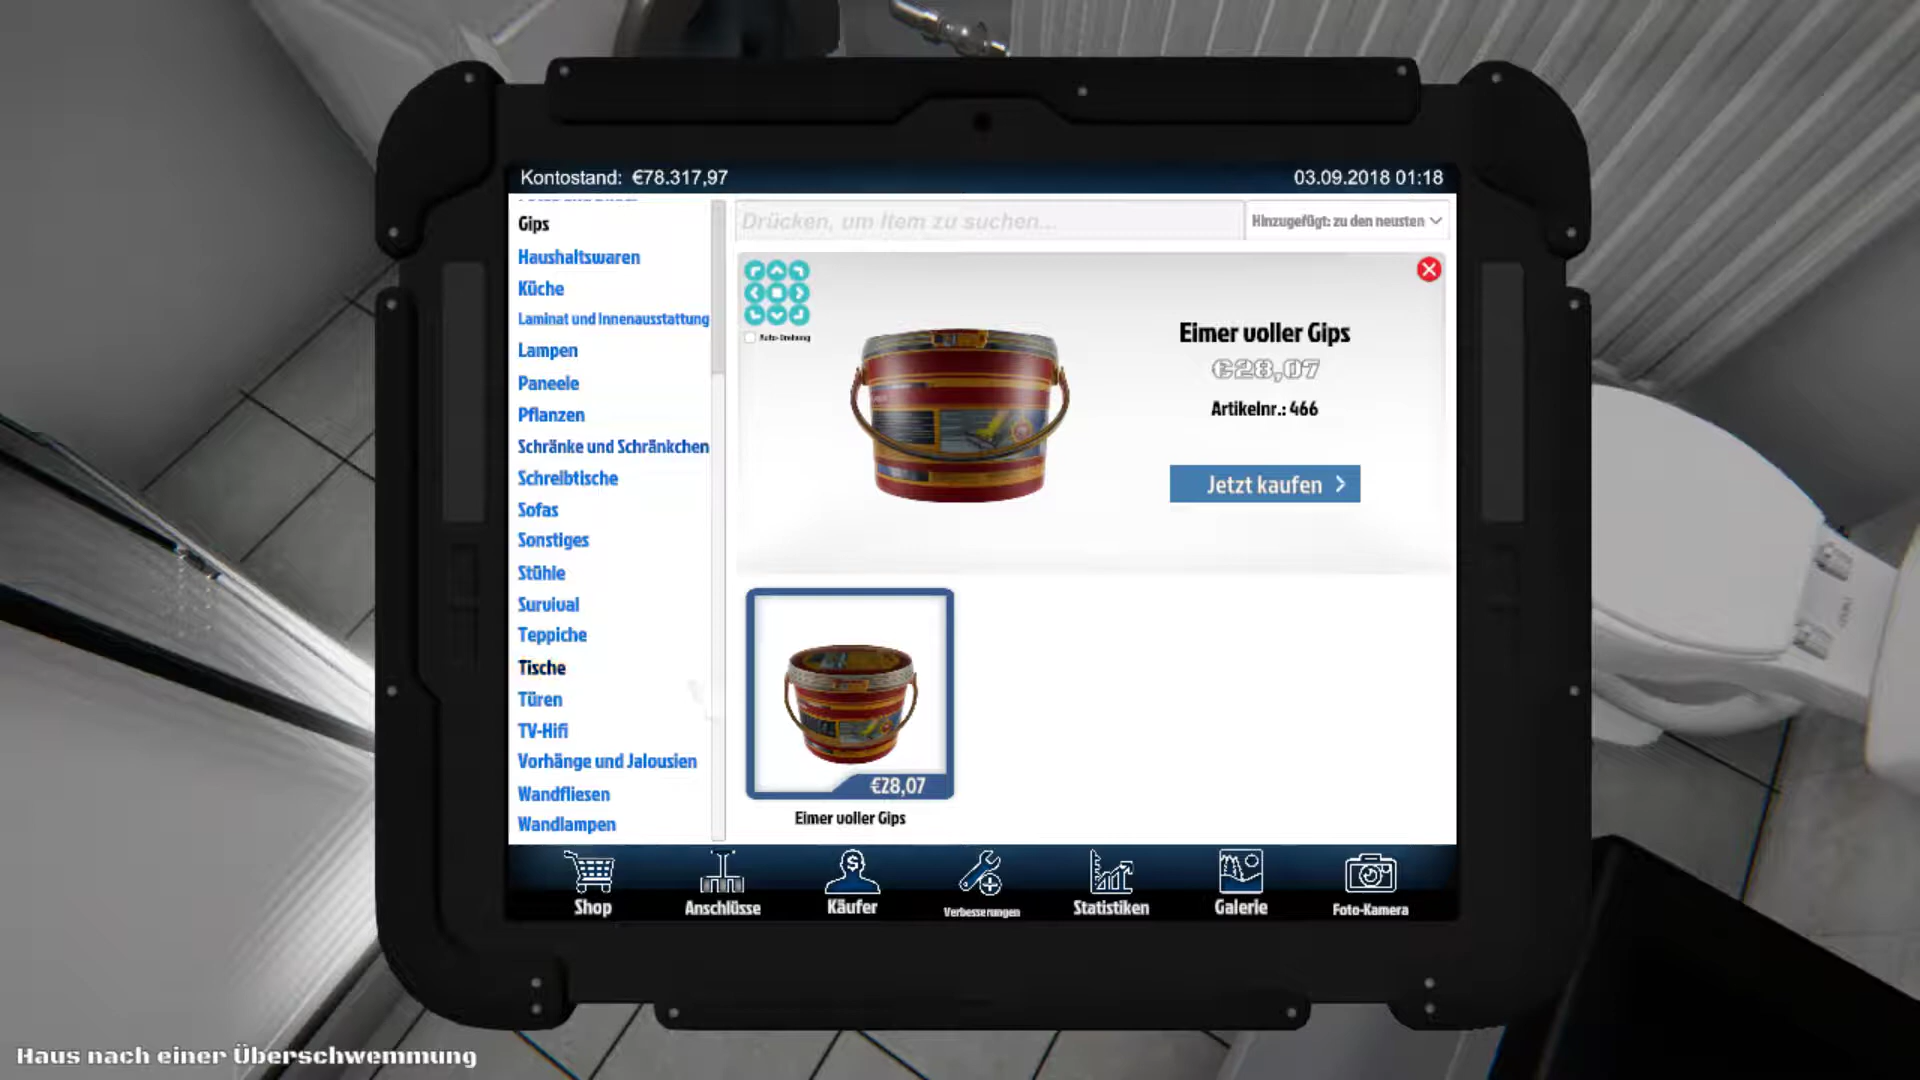 Kontostand: €78.317,97
03.09.2018 01:18
Gips
Haushaltswaren
Küche
Laminat und Innenausstattung
Lampen
Paneele
Pflanzen
Schränke und Schränkchen
Schreibtische
Sofas
Sonstiges
Stühle
Survival
Teppiche
Tische
Türen
TV-Hifi
Vorhänge und Jalousien
Wandfliesen
Wandlampen
Drücken, um Item zu suchen...
Hinzugefügt: zu den neusten
Auto-Drehung
Eimer voller Gips
€28,07
Artikelnr.: 466
Jetzt kaufen
€28,07
Eimer voller Gips
Shop
Anschlüsse
Käufer
Verbesserungen
Statistiken
Galerie
Foto-Kamera
Haus nach einer Überschwemmung